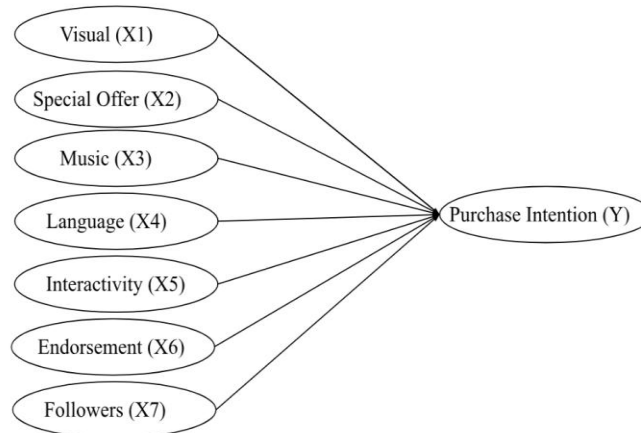 Visual (X1)
Special Offer (X2)
Music (X3)
Language (X4)
Purchase Intention (Y)
Interactivity (X5)
Endorsement (X6)
Followers (X7)